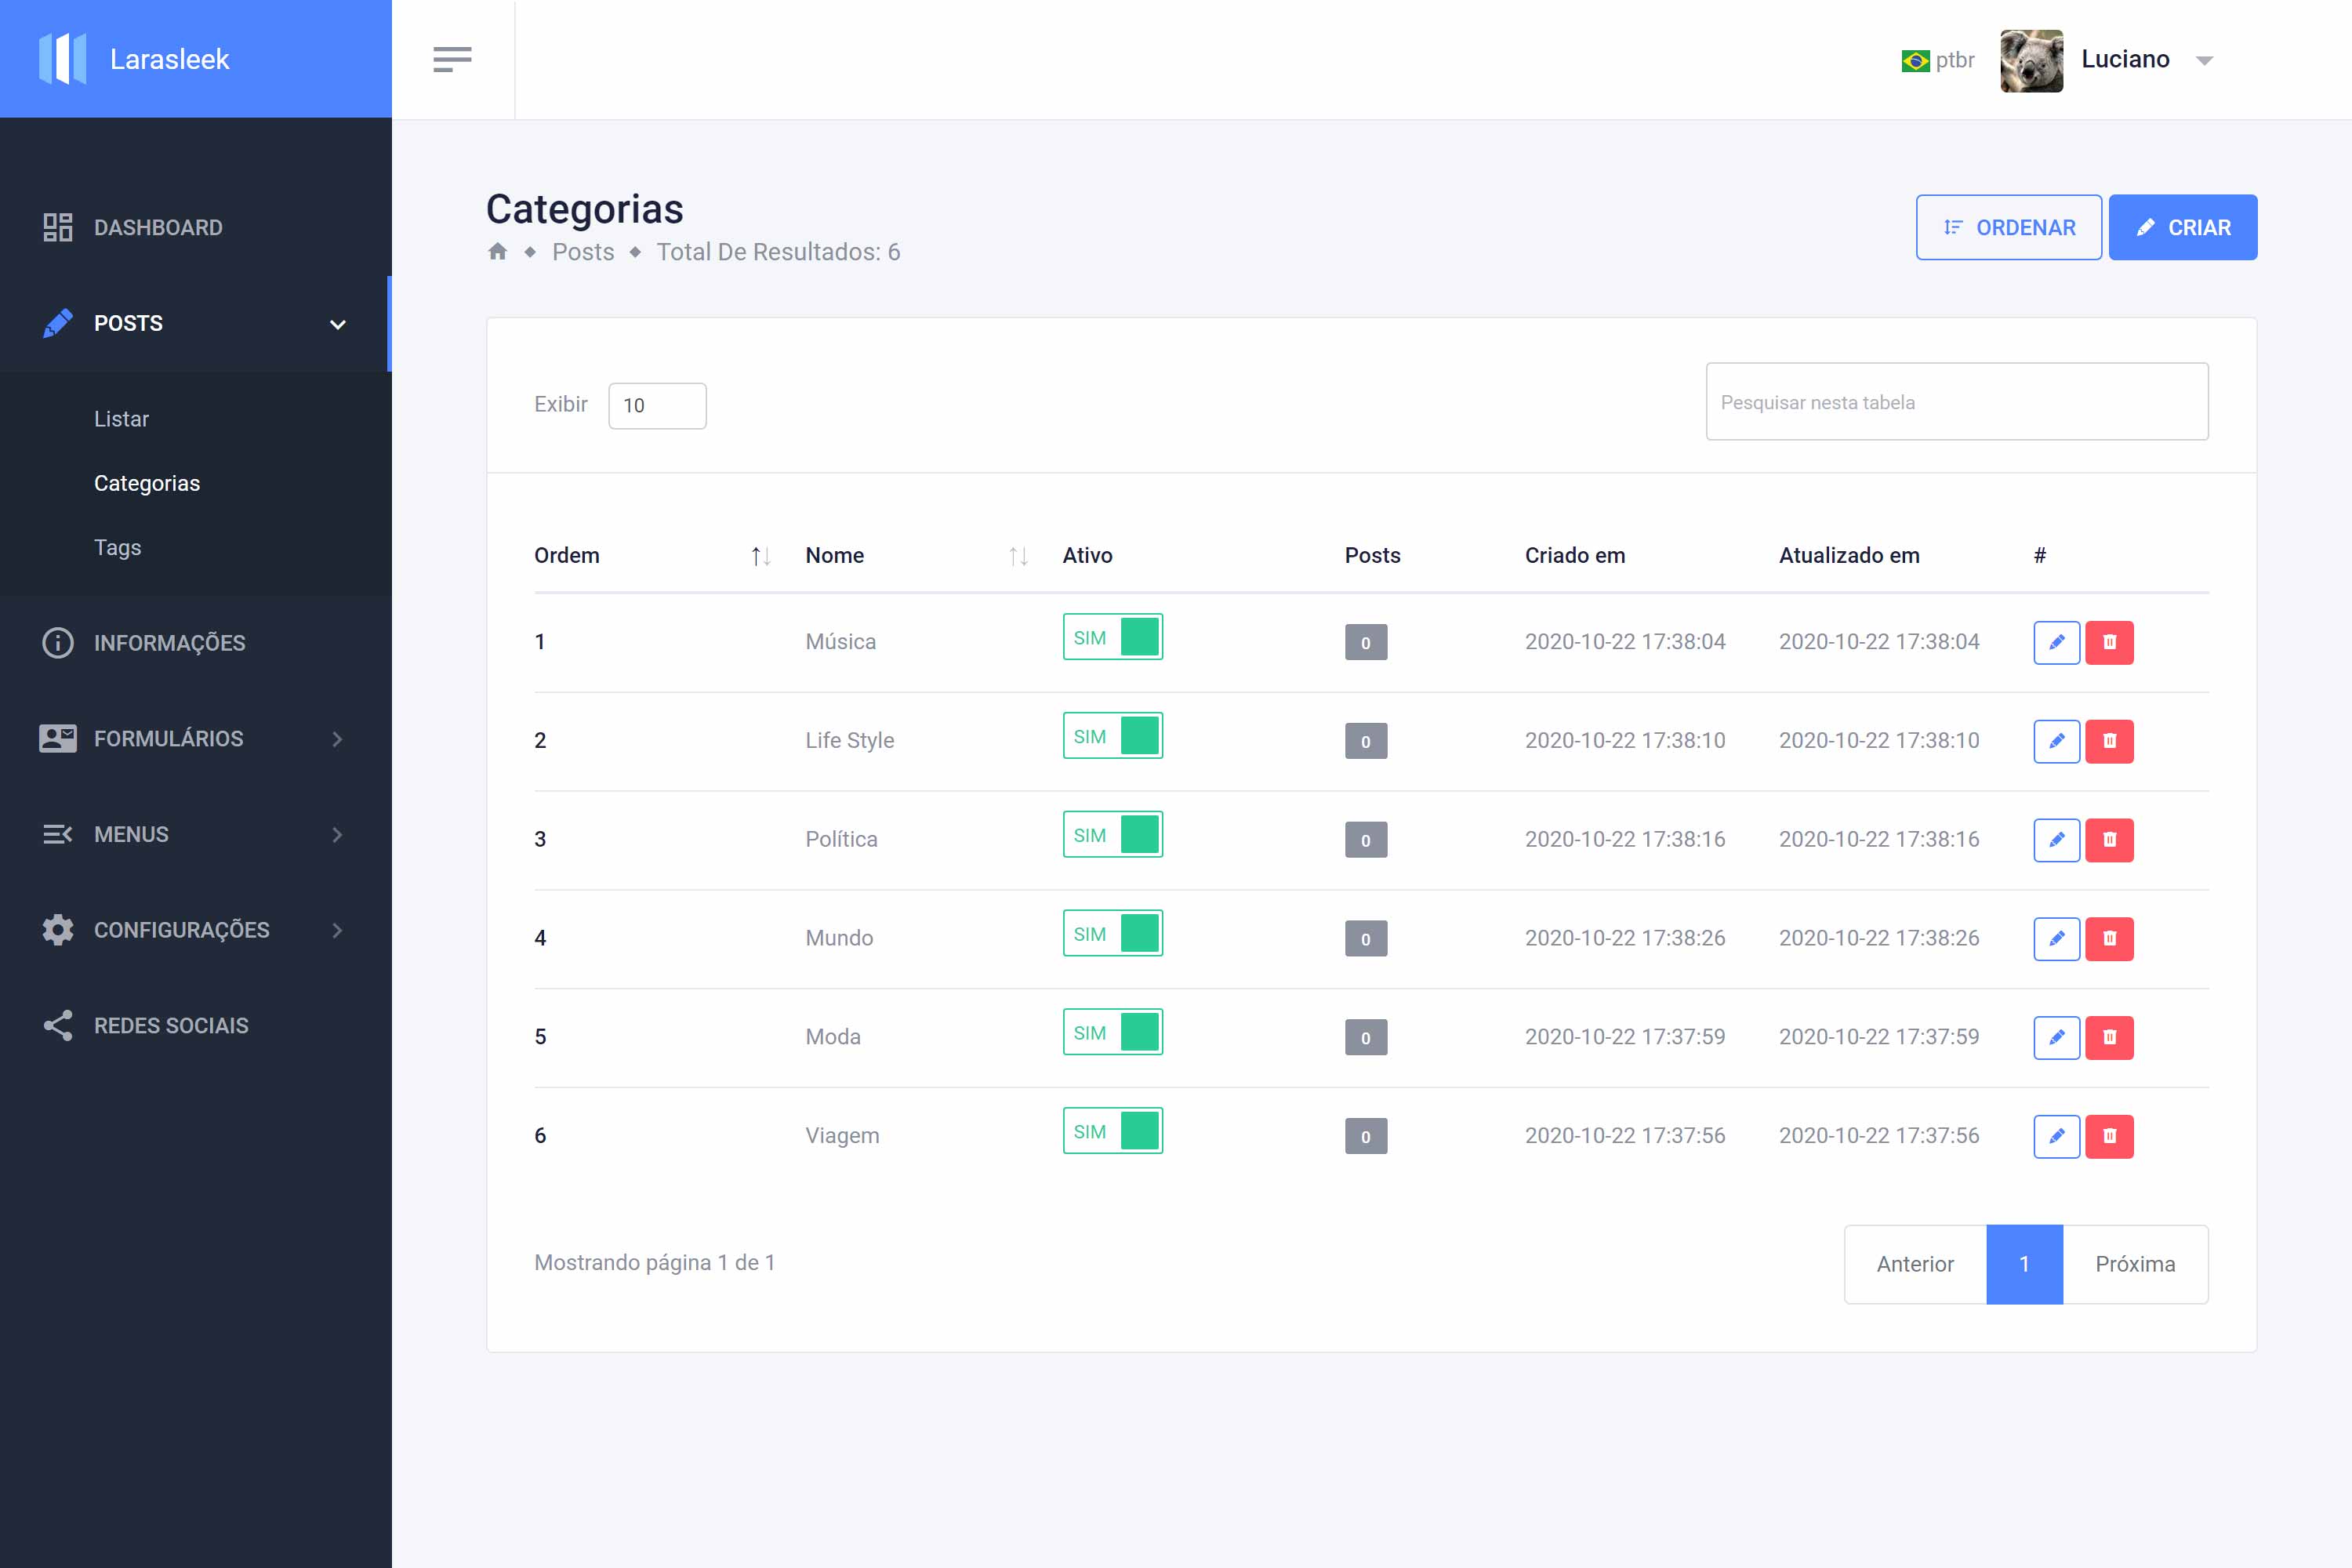 Larasleek
ptbr
Luciano
DASHBOARD
POSTS
Listar
Categorias
Tags
INFORMAÇÕES
FORMULÁRIOS
MENUS
CONFIGURAÇÕES
REDES SOCIAIS
Categorias
Posts Total De Resultados: 6
ORDENAR CRIAR
Exibir 10
Pesquisar nesta tabela
Ordem Nome Ativo Posts Criado em Atualizado em #
1 Música SIM 0 2020-10-22 17:38:04 2020-10-22 17:38:04
2 Life Style SIM 0 2020-10-22 17:38:10 2020-10-22 17:38:10
3 Política SIM 0 2020-10-22 17:38:16 2020-10-22 17:38:16
4 Mundo SIM 0 2020-10-22 17:38:26 2020-10-22 17:38:26
5 Moda SIM 0 2020-10-22 17:37:59 2020-10-22 17:37:59
6 Viagem SIM 0 2020-10-22 17:37:56 2020-10-22 17:37:56
Mostrando página 1 de 1
Anterior 1 Próxima